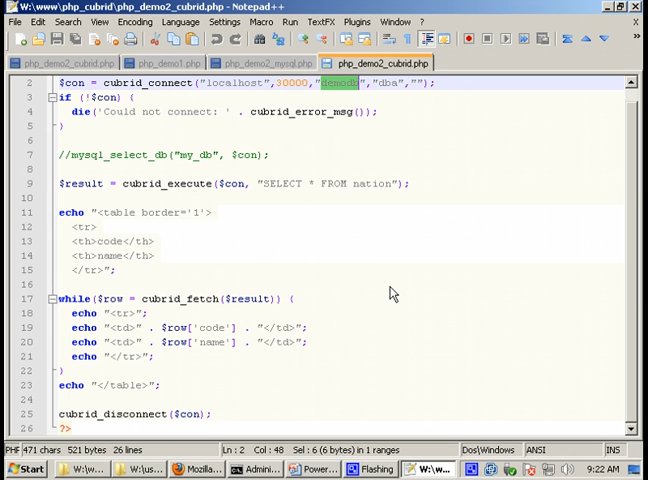 W:\www\php_cubrid\php_demo2_cubrid.php - Notepad++
File Edit Search View Encoding Language Settings Macro Run TextFX Plugins Window ?
php_demo2_cubrid.php php_demo1.php php_demo2_mysql.php php_demo2_cubrid.php
2 $con = cubrid_connect("localhost",30000,"demodb","dba","");
3 if (!$con) {
4 die('Could not connect: ' . cubrid_error_msg());
5 }
6
7 //mysql_select_db("my_db", $con);
8
9 $result = cubrid_execute($con, "SELECT * FROM nation");
10
11 echo "<table border='1'>
12 <tr>
13 <th>code</th>
14 <th>name</th>
15 </tr>";
16
17 while($row = cubrid_fetch($result)) {
18 echo "<tr>";
19 echo "<td>" . $row['code'] . "</td>";
20 echo "<td>" . $row['name'] . "</td>";
21 echo "</tr>";
22 }
23 echo "</table>";
24
25 cubrid_disconnect($con);
26 ?>
PHF 471 chars 521 bytes 26 lines Ln : 2 Col : 48 Sel : 6 (6 bytes) in 1 ranges Dos\Windows ANSI INS
Start W:\w... W:\us... Mozilla... Admini... Power... Flashing W:\w... 9:22 AM